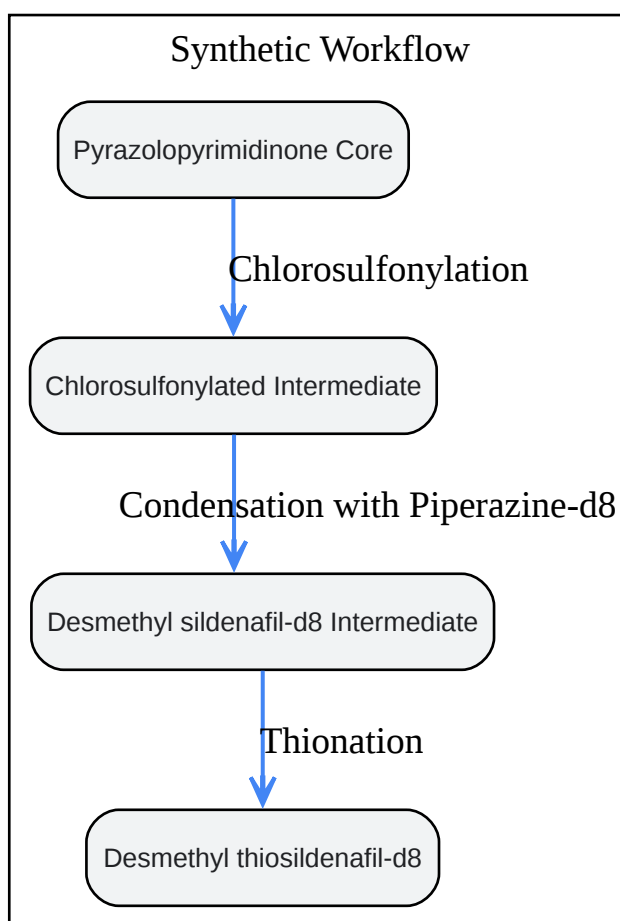 Synthetic Workflow
Pyrazolopyrimidinone Core
Chlorosulfonylation
Chlorosulfonylated Intermediate
Condensation with Piperazine-d8
Desmethyl sildenafil-d8 Intermediate
Thionation
Desmethyl thiosildenafil-d8